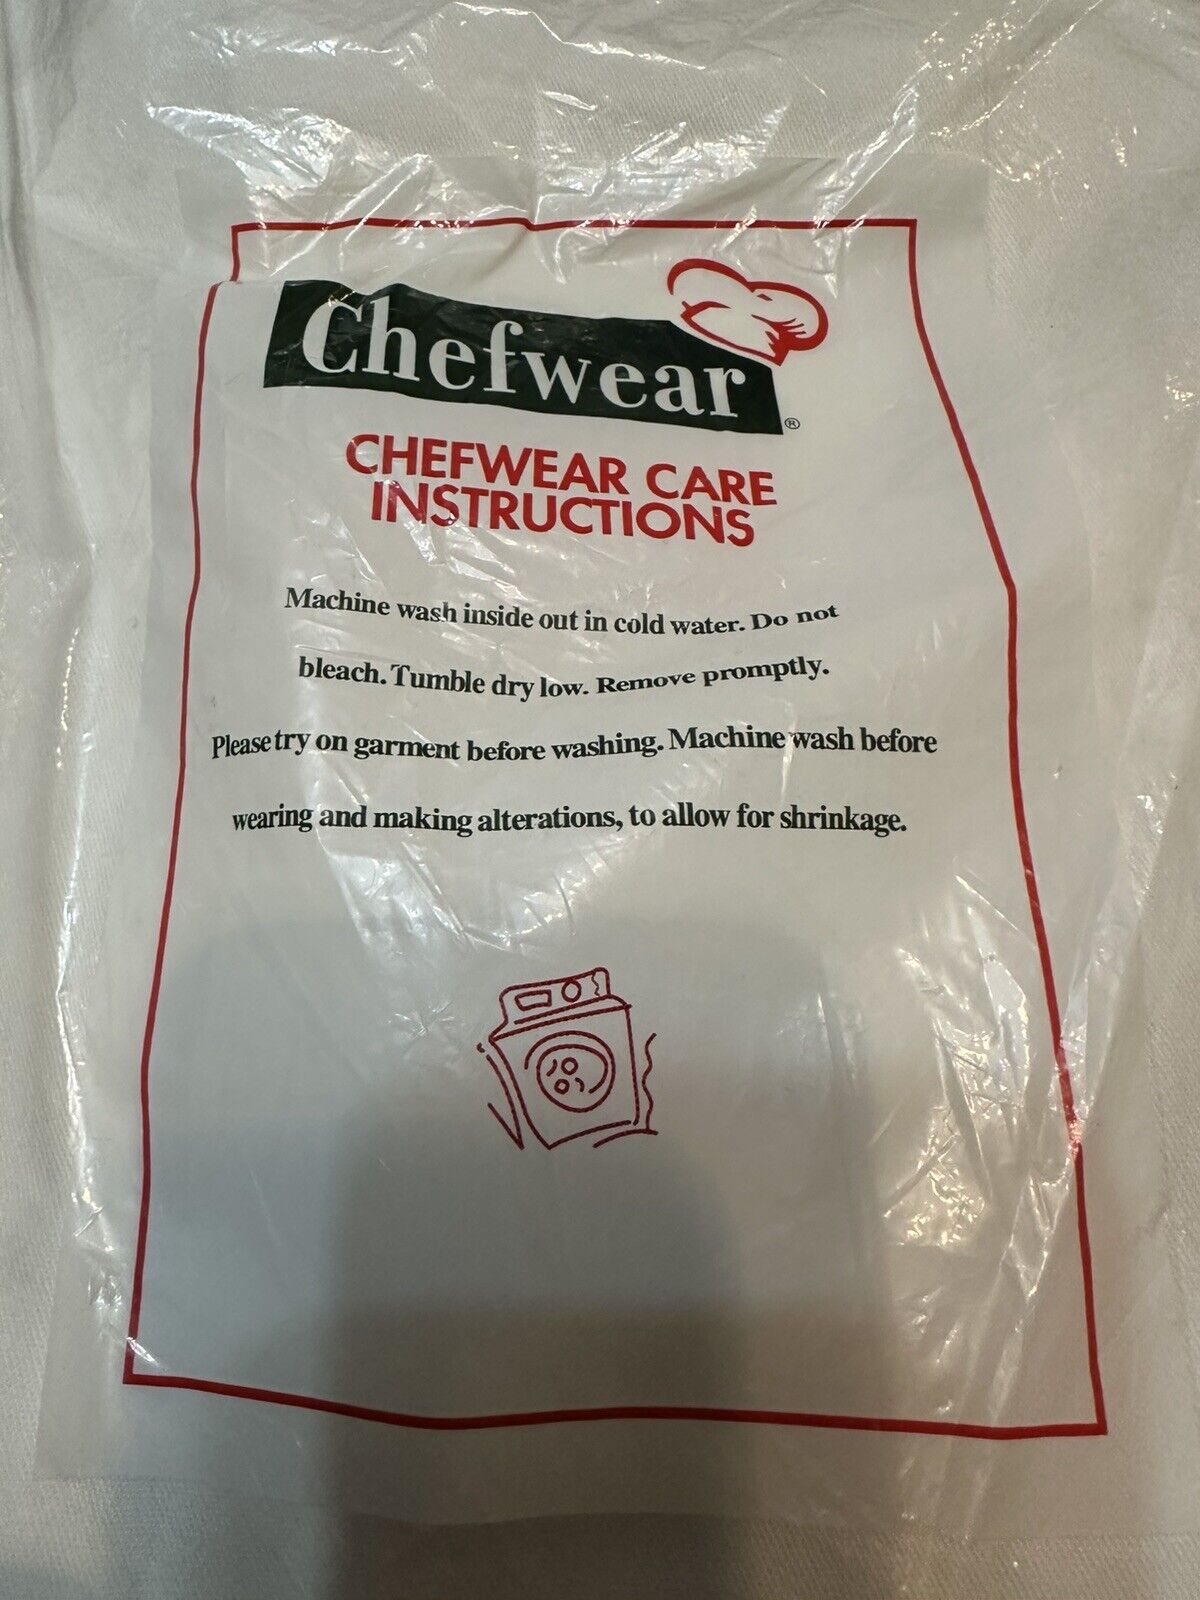 Chefwear®
CHEFWEAR CARE
INSTRUCTIONS
Machine wash inside out in cold water. Do not
bleach. Tumble dry low. Remove promptly.
Please try on garment before washing. Machine wash before
wearing and making alterations, to allow for shrinkage.